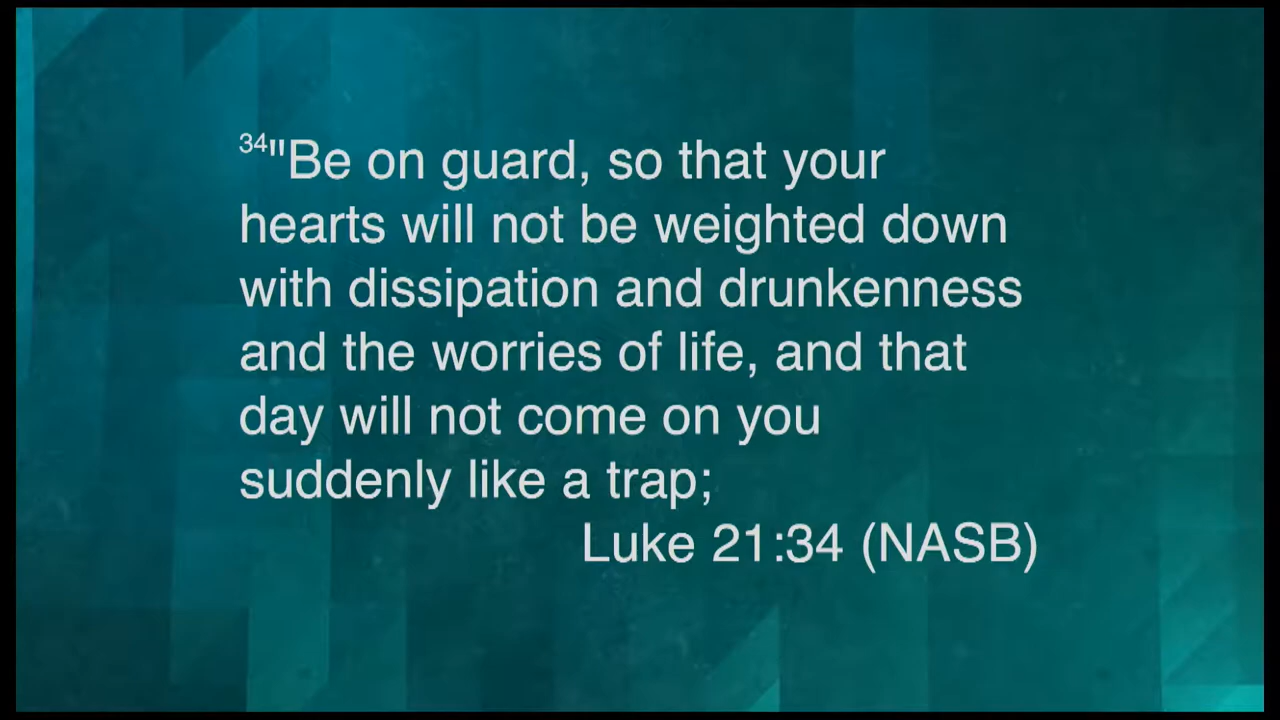 34"Be on guard, so that your
hearts will not be weighted down
with dissipation and drunkenness
and the worries of life, and that
day will not come on you
suddenly like a trap;
Luke 21:34 (NASB)